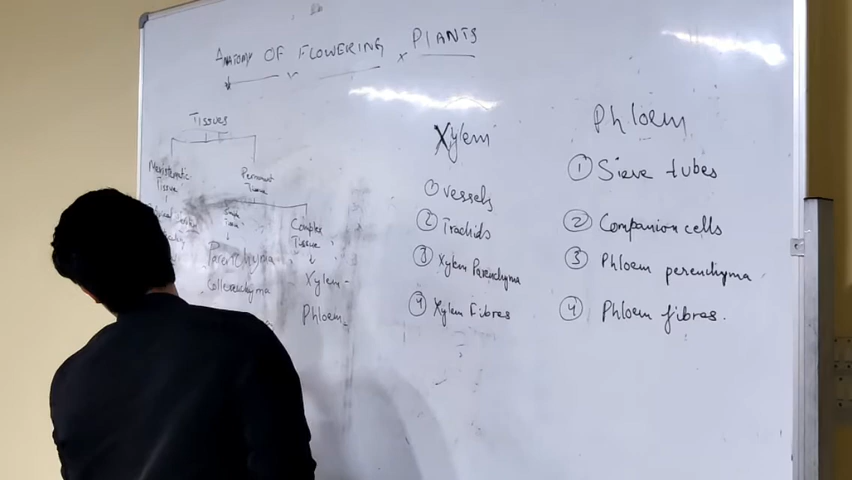 ANATOMY OF FLOWERING PLANTS
Tissues
Meristematic
Tissue
Permanent
Tissue
Simple
Tissue
Complex
Tissue
Parenchyma
Collenchyma
Xylem
Phloem
Xylem
① Vessels
② Trachids
③ Xylem Parenchyma
④ Xylem Fibres
Phloem
① Sieve tubes
② Companion cells
③ Phloem perenchyma
④ Phloem fibres.